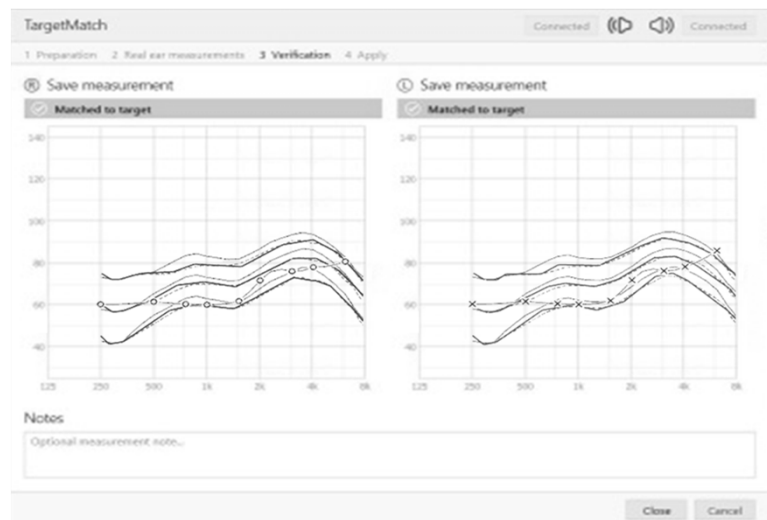 TargetMatch
Connected
Connected
1 Preparation 2 Real ear measurements 3 Verification 4 Apply
R Save measurement
Matched to target
140
120
100
80
60
40
125 250 500 1k 2k 4k 8k
L Save measurement
Matched to target
140
120
100
80
60
40
125 250 500 1k 2k 4k 8k
Notes
Optional measurement note...
Close
Cancel